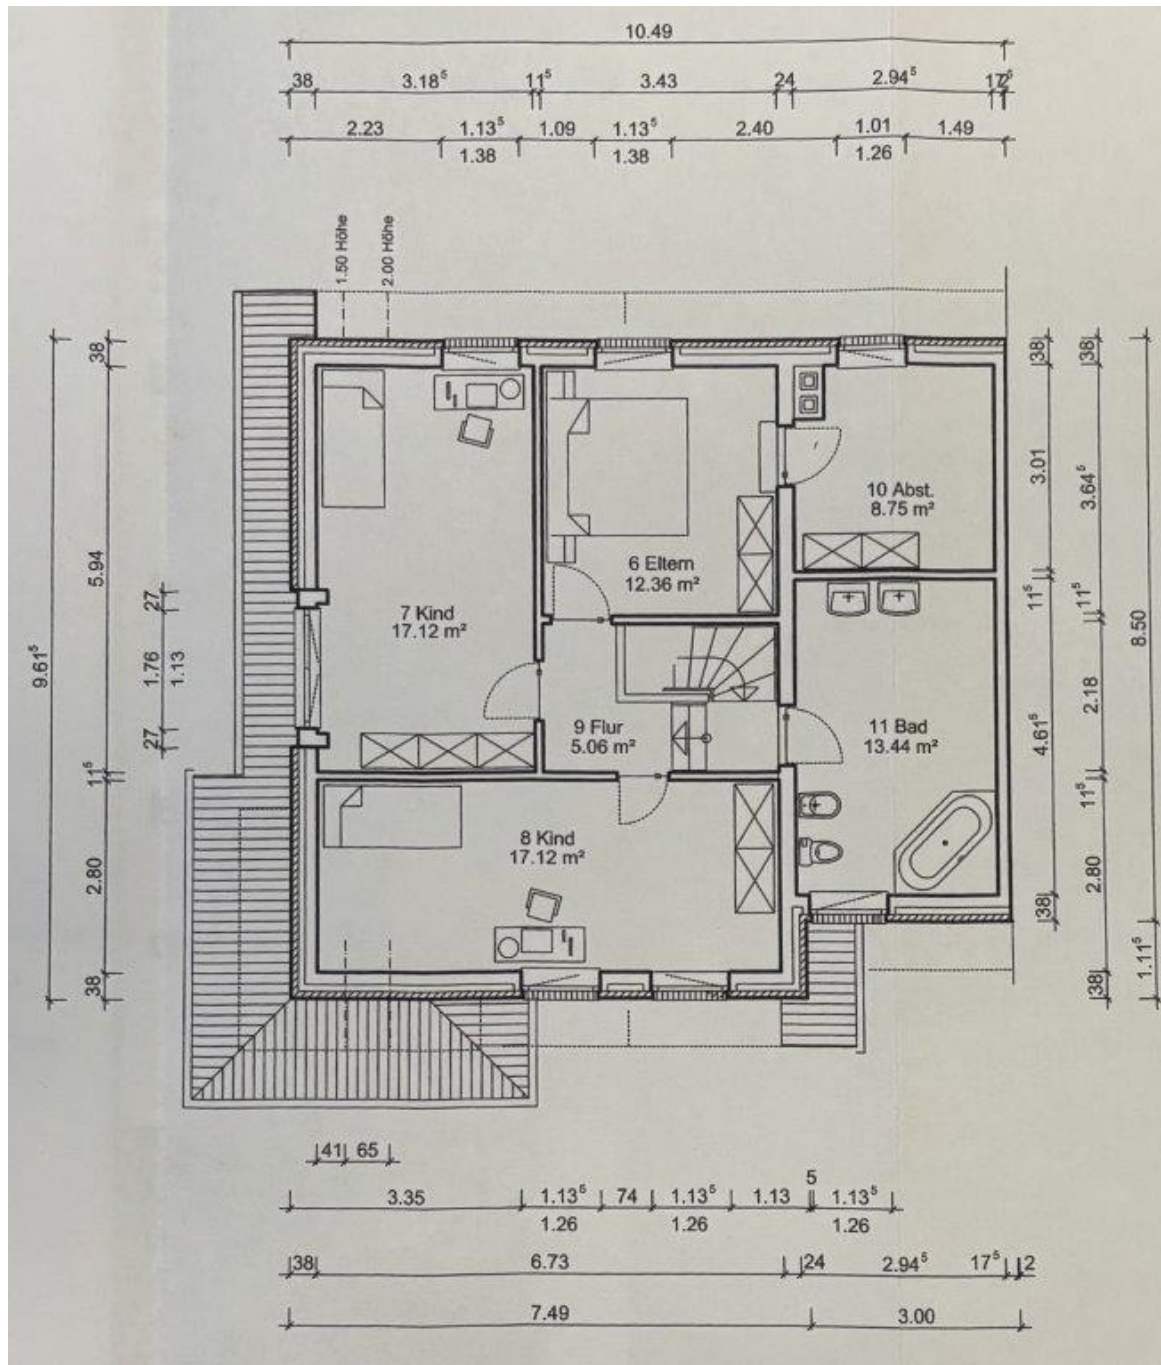 10.49
38 3.18⁵ 11⁵ 3.43 24 2.94⁵ 17⁵ 2
2.23 1.13⁵ 1.09 1.13⁵ 2.40 1.01 1.49
1.38 1.38 1.26
1.50 Höhe
2.00 Höhe
38
5.94
11⁵
2.80
38
9.61⁵
27
1.76
1.13
27
38
3.01
11⁵
4.61⁵
38
38
3.64⁵
11⁵
2.18
11⁵
2.80
38
8.50
1.11⁵
10 Abst.
8.75 m²
6 Eltern
12.36 m²
7 Kind
17.12 m²
9 Flur
5.06 m²
11 Bad
13.44 m²
8 Kind
17.12 m²
41 65
5
3.35 1.13⁵ 74 1.13⁵ 1.13 1.13⁵
1.26 1.26 1.26
38 6.73 24 2.94⁵ 17⁵ 2
7.49 3.00